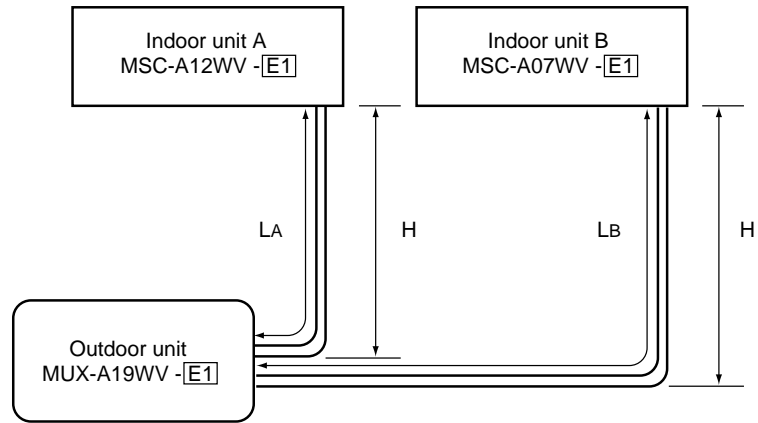 Indoor unit A
MSC-A12WV - E1
Indoor unit B
MSC-A07WV - E1
LA
H
LB
H
Outdoor unit
MUX-A19WV - E1